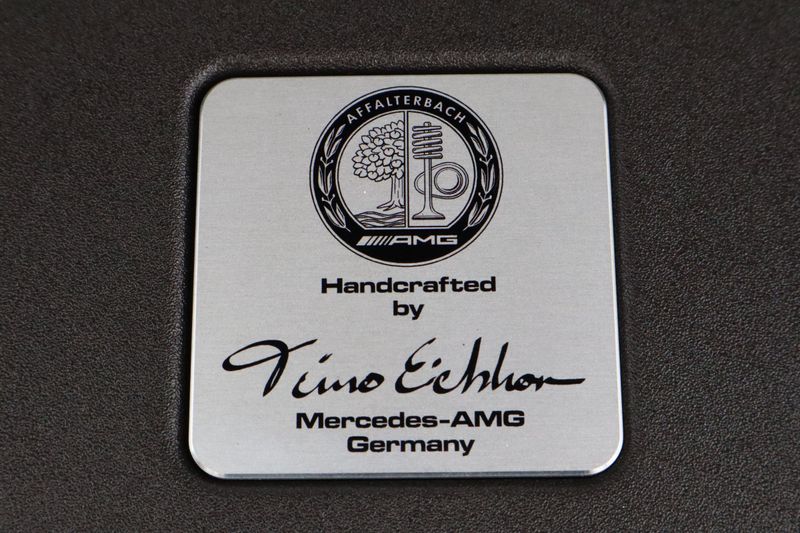 AFFALTERBACH
AMG
Handcrafted
by
Timo Eichhorn
Mercedes-AMG
Germany